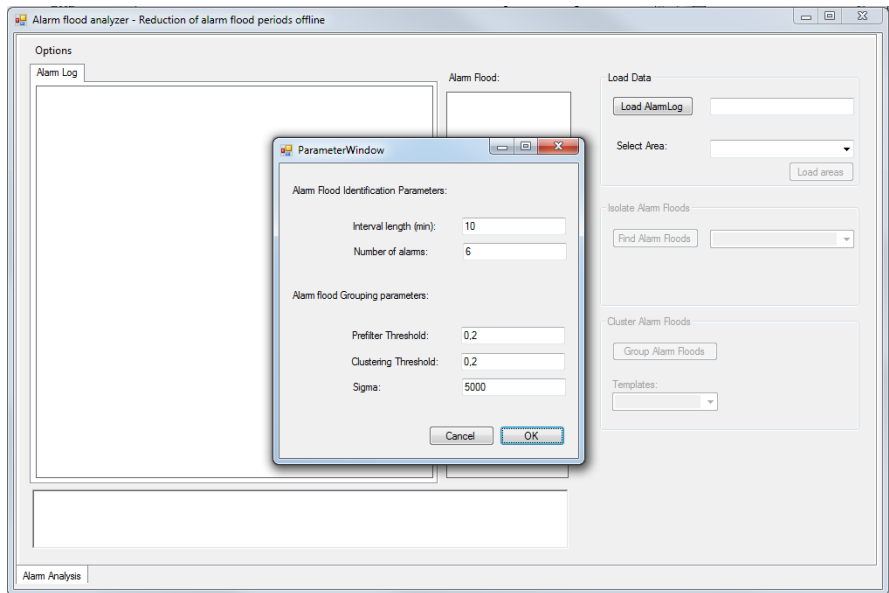 Alarm flood analyzer - Reduction of alarm flood periods offline
Options
Alarm Log
Alarm Flood:
Load Data
Load AlarmLog
Select Area:
Load areas
Isolate Alarm Floods
Find Alarm Floods
Cluster Alarm Floods
Group Alarm Floods
Templates:
ParameterWindow
Alarm Flood Identification Parameters:
Interval length (min): 10
Number of alarms: 6
Alarm flood Grouping parameters:
Prefilter Threshold: 0,2
Clustering Threshold: 0,2
Sigma: 5000
Cancel OK
Alarm Analysis